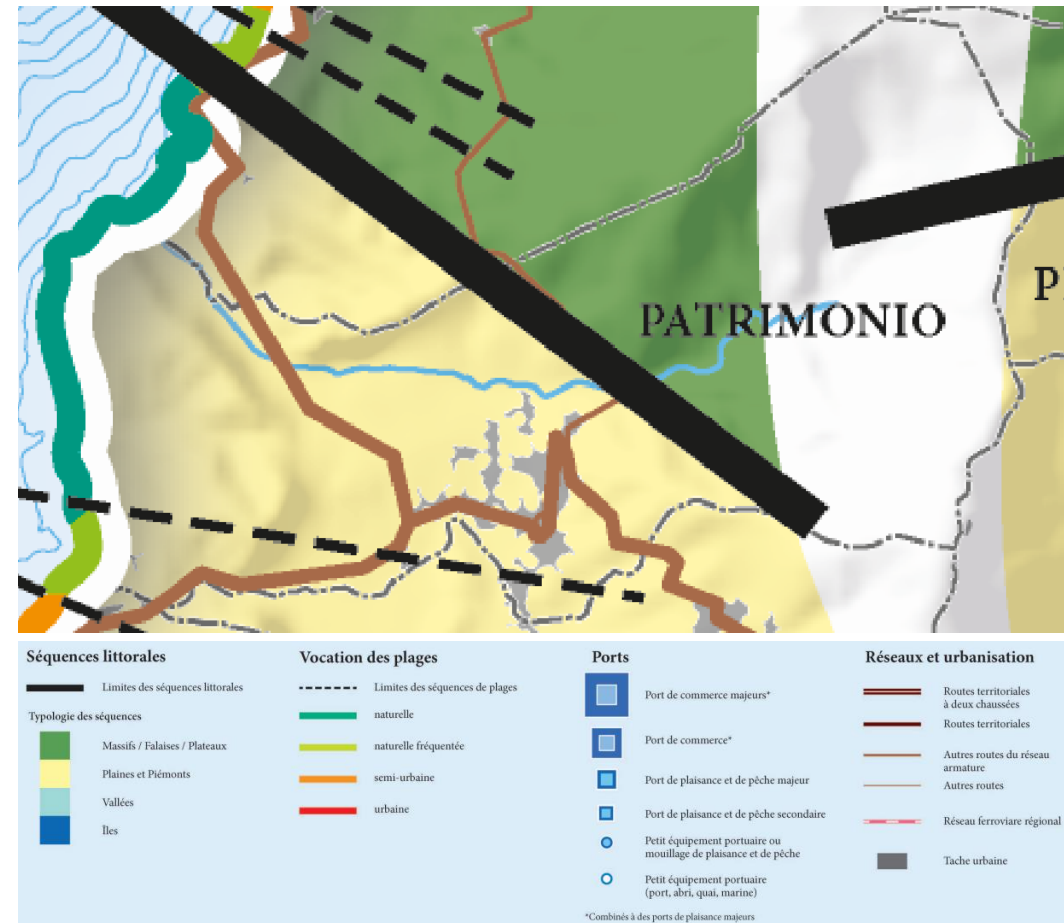 PATRIMONIO
P
Séquences littorales
Limites des séquences littorales
Typologie des séquences
Massifs / Falaises / Plateaux
Plaines et Piémonts
Vallées
Îles
Vocation des plages
Limites des séquences de plages
naturelle
naturelle fréquentée
semi-urbaine
urbaine
Ports
Port de commerce majeurs*
Port de commerce*
Port de plaisance et de pêche majeur
Port de plaisance et de pêche secondaire
Petit équipement portuaire ou
mouillage de plaisance et de pêche
Petit équipement portuaire
(port, abri, quai, marine)
*Combinés à des ports de plaisance majeurs
Réseaux et urbanisation
Routes territoriales
à deux chaussées
Routes territoriales
Autres routes du réseau
armature
Autres routes
Réseau ferroviaire régional
Tache urbaine